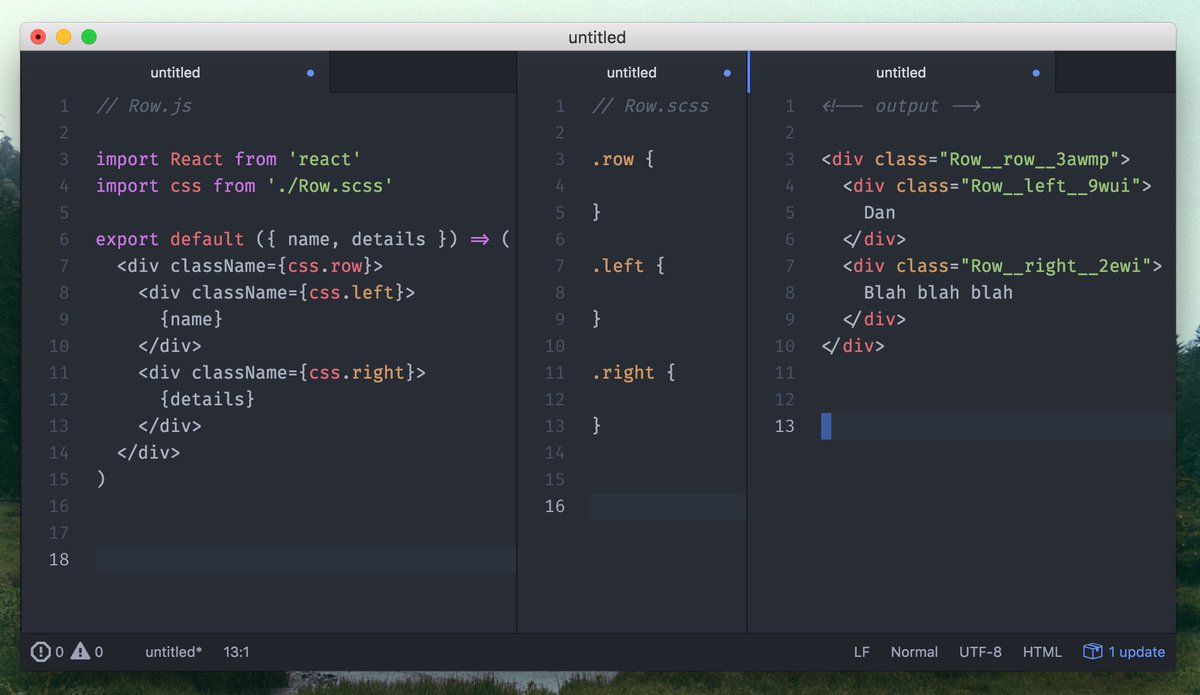 untitled
untitled
// Row.js
import React from 'react'
import css from './Row.scss'
export default ({ name, details }) => (
<div className={css.row}>
<div className={css.left}>
{name}
</div>
<div className={css.right}>
{details}
</div>
</div>
)
1
2
3
4
5
6
7
8
9
10
11
12
13
14
15
16
17
18
untitled
// Row.scss
.row {
}
.left {
}
.right {
}
1
2
3
4
5
6
7
8
9
10
11
12
13
14
15
16
untitled
<!-- output -->
<div class="Row__row__3awmp">
<div class="Row__left__9wui">
Dan
</div>
<div class="Row__right__2ewi">
Blah blah blah
</div>
</div>
1
2
3
4
5
6
7
8
9
10
11
12
13
0 0 untitled* 13:1 LF Normal UTF-8 HTML 1 update